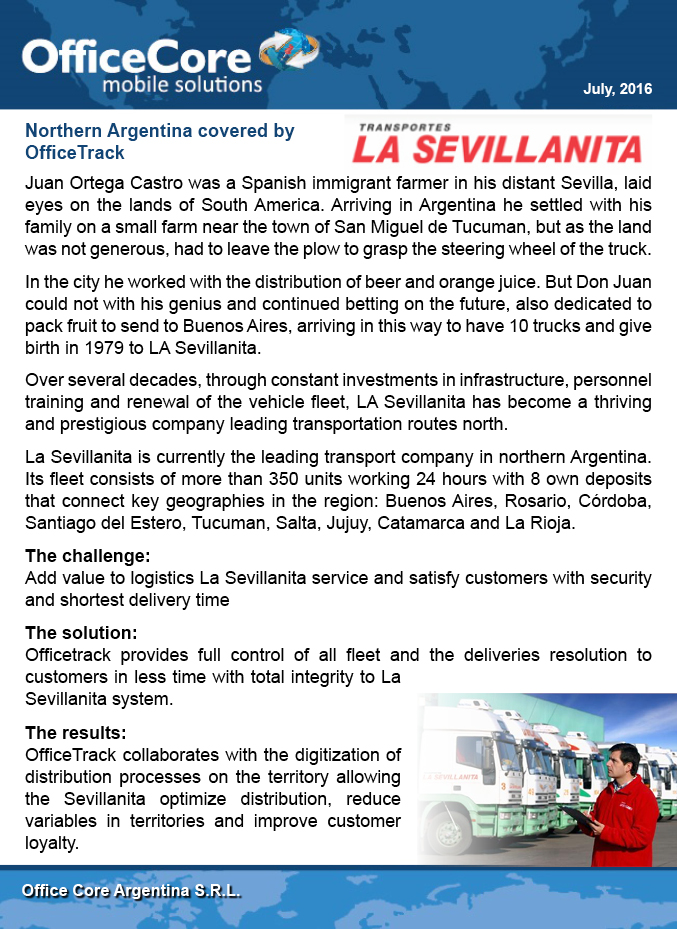 OfficeCore
mobile solutions
July, 2016
Northern Argentina covered by
OfficeTrack
TRANSPORTES
LA SEVILLANITA
Juan Ortega Castro was a Spanish immigrant farmer in his distant Sevilla, laid
eyes on the lands of South America. Arriving in Argentina he settled with his
family on a small farm near the town of San Miguel de Tucuman, but as the land
was not generous, had to leave the plow to grasp the steering wheel of the truck.
In the city he worked with the distribution of beer and orange juice. But Don Juan
could not with his genius and continued betting on the future, also dedicated to
pack fruit to send to Buenos Aires, arriving in this way to have 10 trucks and give
birth in 1979 to LA Sevillanita.
Over several decades, through constant investments in infrastructure, personnel
training and renewal of the vehicle fleet, LA Sevillanita has become a thriving
and prestigious company leading transportation routes north.
La Sevillanita is currently the leading transport company in northern Argentina.
Its fleet consists of more than 350 units working 24 hours with 8 own deposits
that connect key geographies in the region: Buenos Aires, Rosario, Córdoba,
Santiago del Estero, Tucuman, Salta, Jujuy, Catamarca and La Rioja.
The challenge:
Add value to logistics La Sevillanita service and satisfy customers with security
and shortest delivery time
The solution:
Officetrack provides full control of all fleet and the deliveries resolution to
customers in less time with total integrity to La
Sevillanita system.
The results:
OfficeTrack collaborates with the digitization of
distribution processes on the territory allowing
the Sevillanita optimize distribution, reduce
variables in territories and improve customer
loyalty.
LA SEVILLANITA
Office Core Argentina S.R.L.